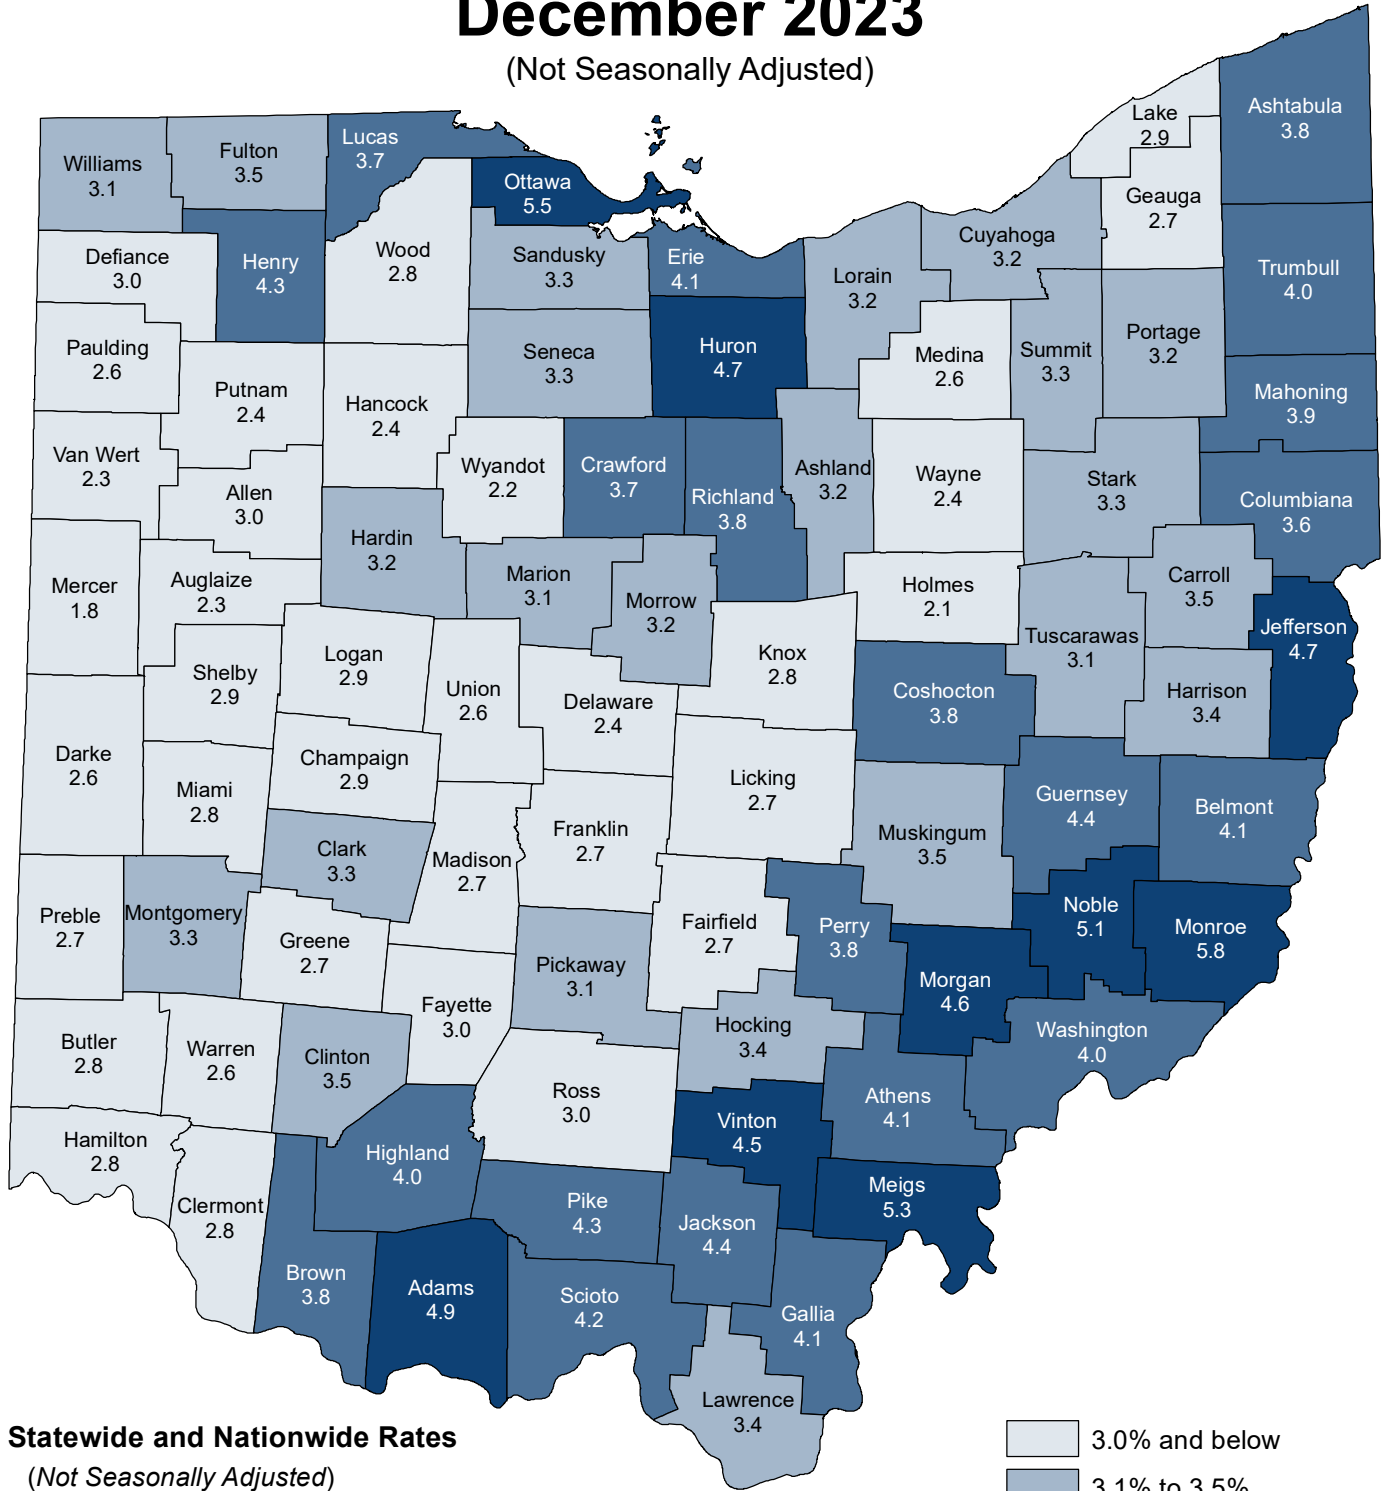 December 2023
(Not Seasonally Adjusted)
Lake
2.9
Ashtabula
3.8
Williams
3.1
Fulton
3.5
Lucas
3.7
Ottawa
5.5
Geauga
2.7
Defiance
3.0
Henry
4.3
Wood
2.8
Sandusky
3.3
Erie
4.1
Lorain
3.2
Cuyahoga
3.2
Trumbull
4.0
Paulding
2.6
Putnam
2.4
Hancock
2.4
Seneca
3.3
Huron
4.7
Medina
2.6
Summit
3.3
Portage
3.2
Mahoning
3.9
Van Wert
2.3
Allen
3.0
Wyandot
2.2
Crawford
3.7
Richland
3.8
Ashland
3.2
Wayne
2.4
Stark
3.3
Columbiana
3.6
Mercer
1.8
Auglaize
2.3
Hardin
3.2
Marion
3.1
Morrow
3.2
Holmes
2.1
Tuscarawas
3.1
Carroll
3.5
Jefferson
4.7
Shelby
2.9
Logan
2.9
Union
2.6
Delaware
2.4
Knox
2.8
Coshocton
3.8
Harrison
3.4
Darke
2.6
Miami
2.8
Champaign
2.9
Licking
2.7
Muskingum
3.5
Guernsey
4.4
Belmont
4.1
Clark
3.3
Madison
2.7
Franklin
2.7
Preble
2.7
Montgomery
3.3
Greene
2.7
Pickaway
3.1
Fairfield
2.7
Perry
3.8
Morgan
4.6
Noble
5.1
Monroe
5.8
Butler
2.8
Warren
2.6
Clinton
3.5
Fayette
3.0
Hocking
3.4
Washington
4.0
Hamilton
2.8
Clermont
2.8
Highland
4.0
Ross
3.0
Vinton
4.5
Athens
4.1
Meigs
5.3
Brown
3.8
Adams
4.9
Pike
4.3
Jackson
4.4
Scioto
4.2
Gallia
4.1
Lawrence
3.4
Statewide and Nationwide Rates
(Not Seasonally Adjusted)
3.0% and below
3.1% to 3.5%